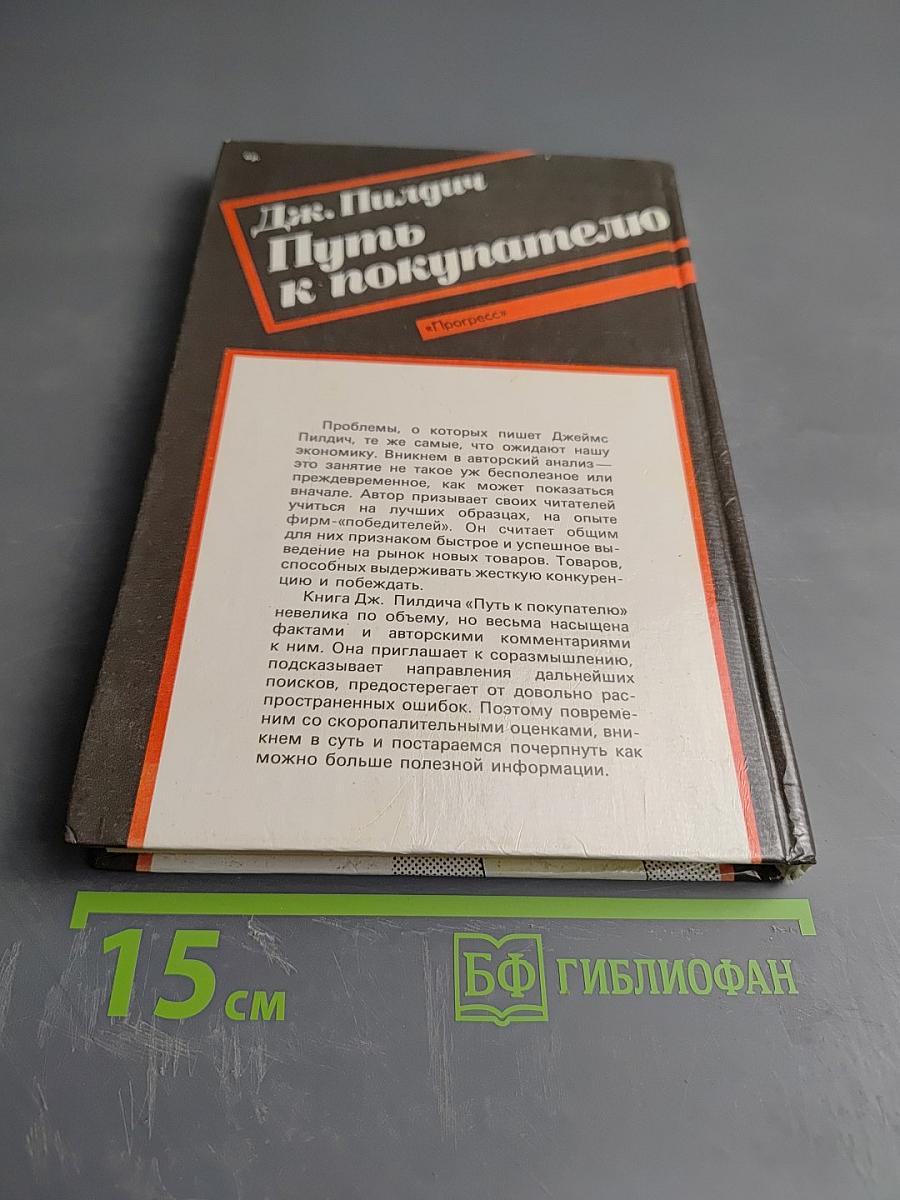 Дж. Пилдич
Путь
к покупателю
«Прогресс»
Проблемы, о которых пишет Джеймс
Пилдич, те же самые, что ожидают нашу
экономику. Вникнем в авторский анализ —
это занятие не такое уж бесполезное или
преждевременное, как может показаться
вначале. Автор призывает своих читателей
учиться на лучших образцах, на опыте
фирм-«победителей». Он считает общим
для них признаком быстрое и успешное вы-
ведение на рынок новых товаров. Товаров,
способных выдерживать жесткую конкурен-
цию и побеждать.
Книга Дж. Пилдича «Путь к покупателю»
невелика по объему, но весьма насыщена
фактами и авторскими комментариями
к ним. Она приглашает к соразмышлению,
подсказывает направления дальнейших
поисков, предостерегает от довольно рас-
пространенных ошибок. Поэтому повреме-
ним со скоропалительными оценками, вни-
кнем в суть и постараемся почерпнуть как
можно больше полезной информации.
15 см
БФ ГИБЛИОФАН